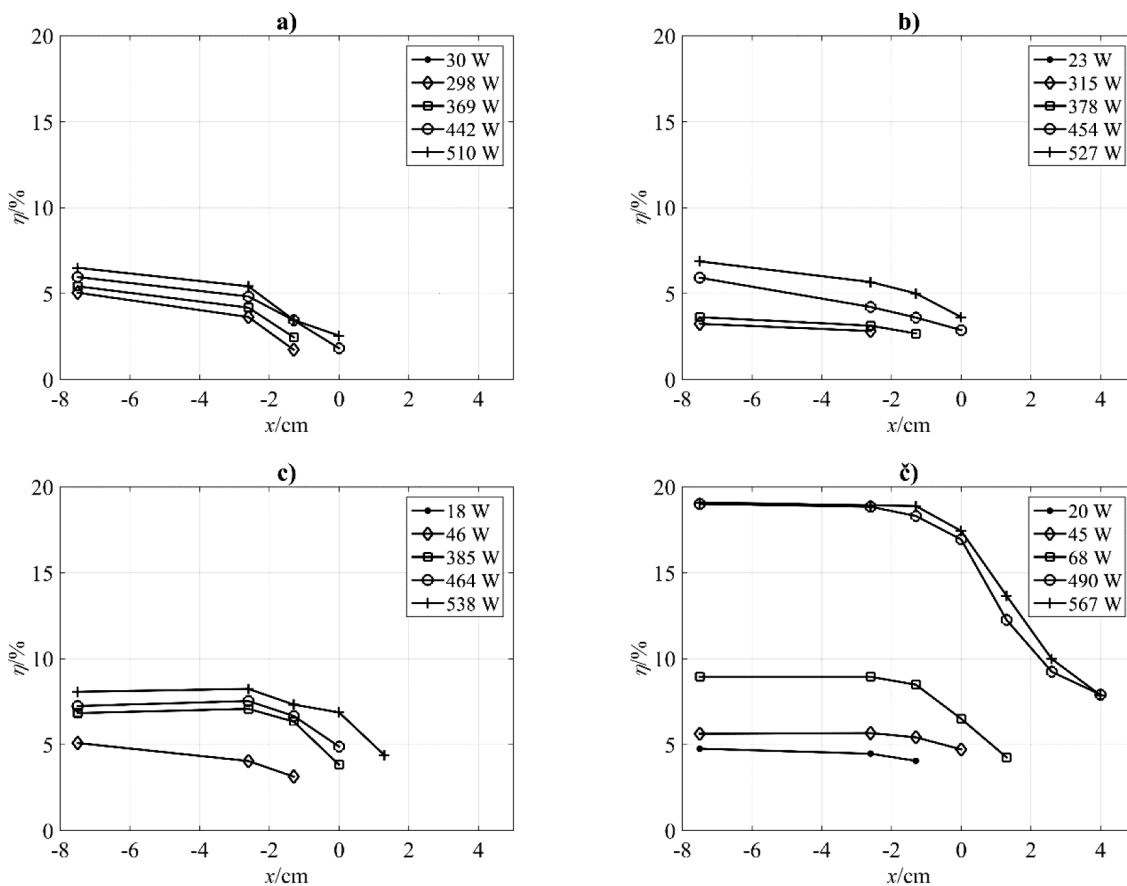 a)
20
15
10
5
0
η/%
-8 -6 -4 -2 0 2 4
x/cm
30 W
298 W
369 W
442 W
510 W
b)
20
15
10
5
0
η/%
-8 -6 -4 -2 0 2 4
x/cm
23 W
315 W
378 W
454 W
527 W
c)
20
15
10
5
0
η/%
-8 -6 -4 -2 0 2 4
x/cm
18 W
46 W
385 W
464 W
538 W
č)
20
15
10
5
0
η/%
-8 -6 -4 -2 0 2 4
x/cm
20 W
45 W
68 W
490 W
567 W